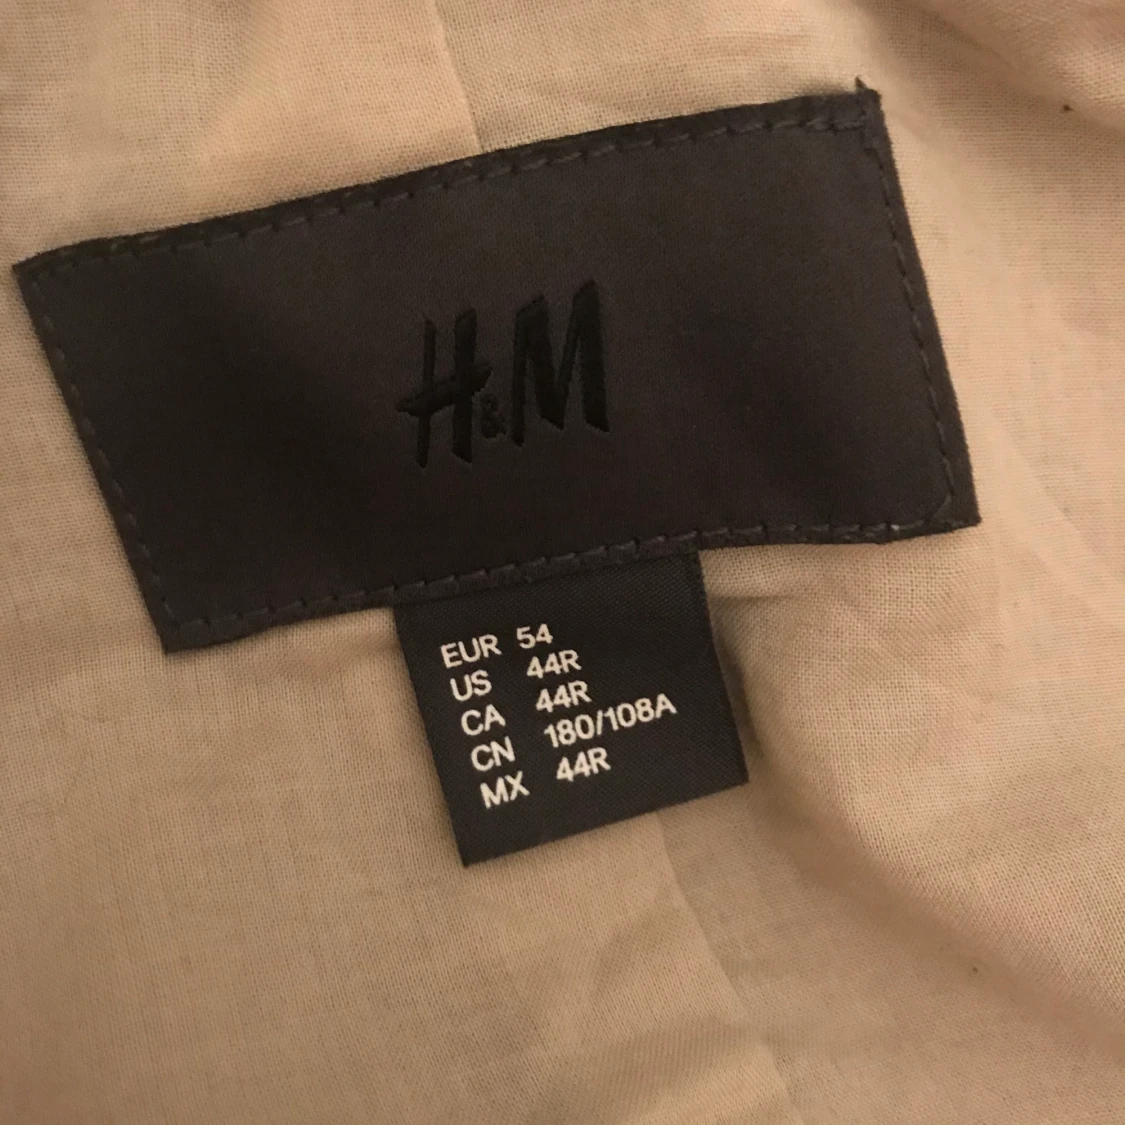 H&M
EUR 54
US 44R
CA 44R
CN 180/108A
MX 44R